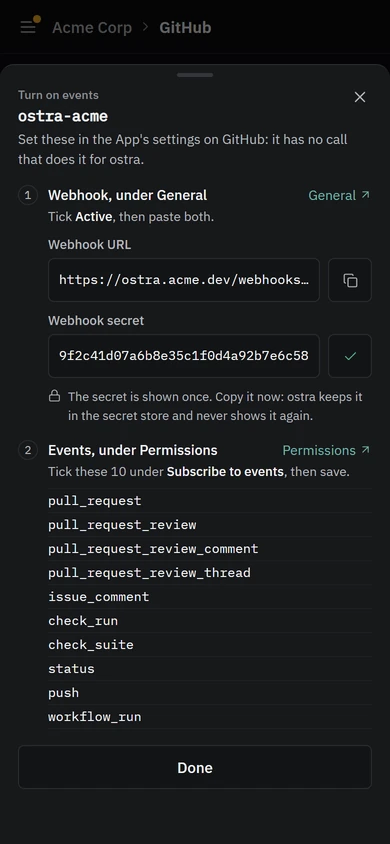 Acme Corp > GitHub
Turn on events
ostra-acme
Set these in the App's settings on GitHub: it has no call
that does it for ostra.
1 Webhook, under General General ↗
Tick Active, then paste both.
Webhook URL
https://ostra.acme.dev/webhooks…
Webhook secret
9f2c41d07a6b8e35c1f0d4a92b7e6c58
The secret is shown once. Copy it now: ostra keeps it
in the secret store and never shows it again.
2 Events, under Permissions Permissions ↗
Tick these 10 under Subscribe to events, then save.
pull_request
pull_request_review
pull_request_review_comment
pull_request_review_thread
issue_comment
check_run
check_suite
status
push
workflow_run
Done